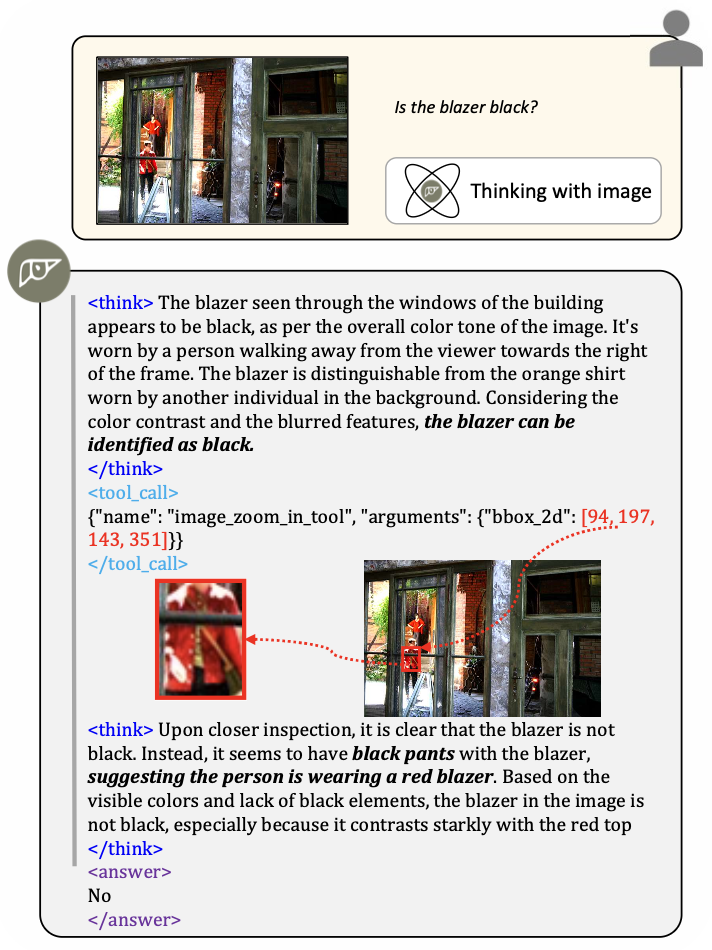 Is the blazer black?
Thinking with image
<think> The blazer seen through the windows of the building
appears to be black, as per the overall color tone of the image. It's
worn by a person walking away from the viewer towards the right
of the frame. The blazer is distinguishable from the orange shirt
worn by another individual in the background. Considering the
color contrast and the blurred features, the blazer can be
identified as black.
</think>
<tool_call>
{"name": "image_zoom_in_tool", "arguments": {"bbox_2d": [94, 197,
143, 351]}}
</tool_call>
<think> Upon closer inspection, it is clear that the blazer is not
black. Instead, it seems to have black pants with the blazer,
suggesting the person is wearing a red blazer. Based on the
visible colors and lack of black elements, the blazer in the image is
not black, especially because it contrasts starkly with the red top
</think>
<answer>
No
</answer>